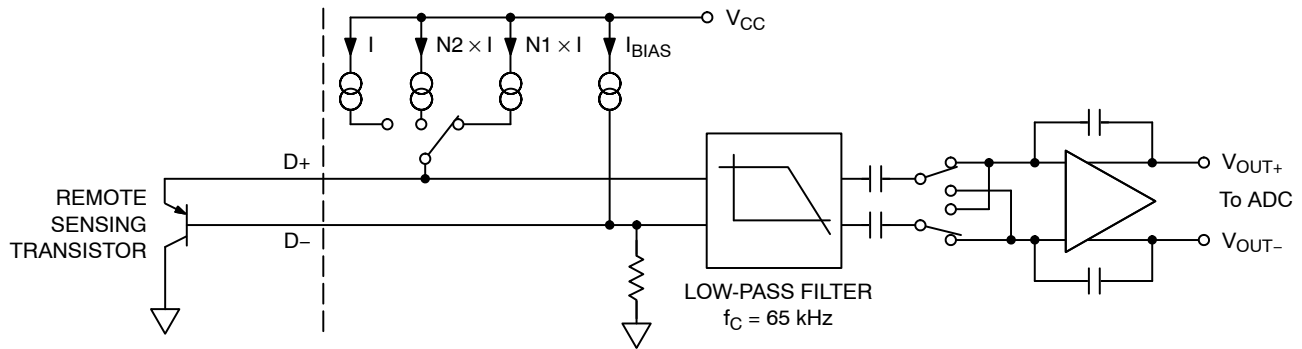 V_CC
I
N2 × I
N1 × I
I_BIAS
D+
REMOTE
SENSING
TRANSISTOR
D−
LOW-PASS FILTER
f_C = 65 kHz
V_OUT+
To ADC
V_OUT−